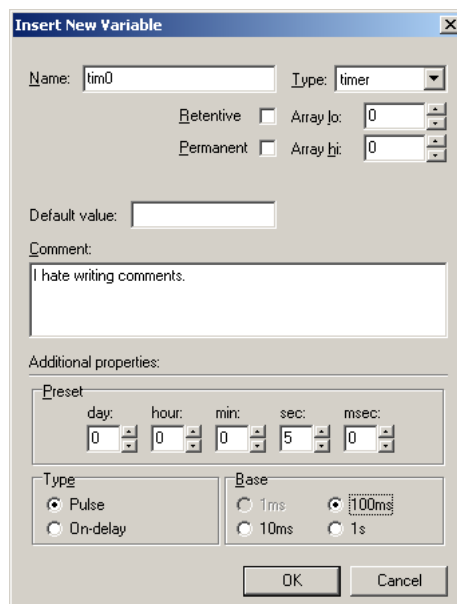 Insert New Variable
Name: tim0 Type: timer
Retentive Array lo: 0
Permanent Array hi: 0
Default value:
Comment:
I hate writing comments.
Additional properties:
Preset
day: hour: min: sec: msec:
0 0 0 5 0
Type Base
Pulse 1ms 100ms
On-delay 10ms 1s
OK Cancel